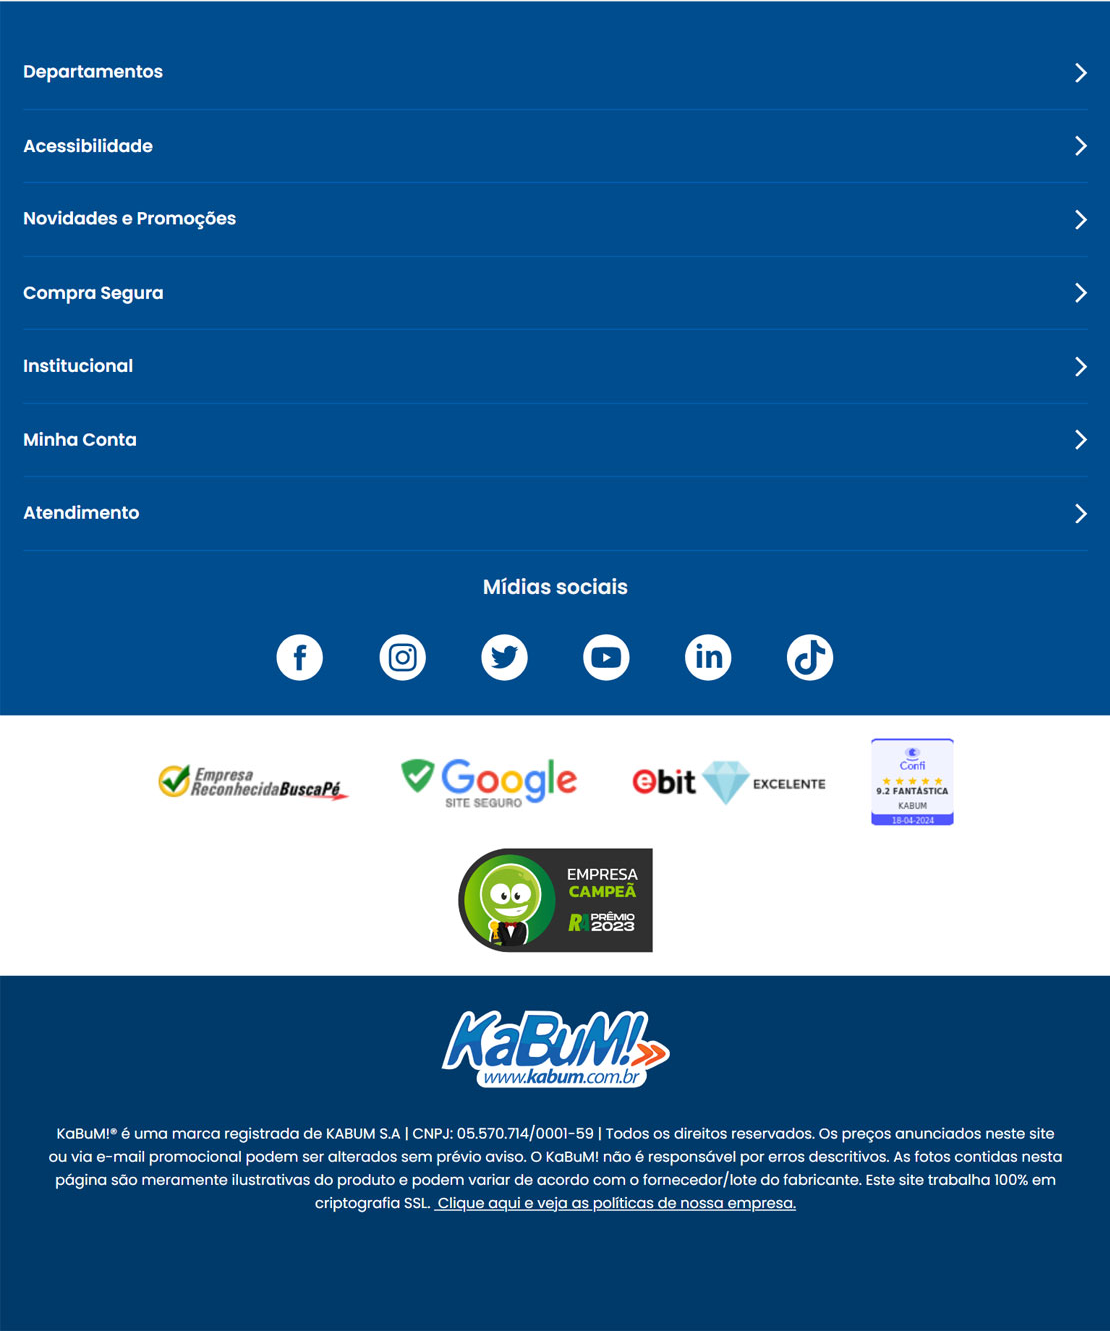 Departamentos
Acessibilidade
Novidades e Promoções
Compra Segura
Institucional
Minha Conta
Atendimento
Mídias sociais
Empresa
ReconhecidaBuscaPé
Google
SITE SEGURO
ebit EXCELENTE
Confi
9.2 FANTÁSTICA
KABUM
18-04-2024
EMPRESA
CAMPEÃ
RA PRÊMIO
2023
KaBuM!
www.kabum.com.br
KaBuM!® é uma marca registrada de KABUM S.A | CNPJ: 05.570.714/0001-59 | Todos os direitos reservados. Os preços anunciados neste site
ou via e-mail promocional podem ser alterados sem prévio aviso. O KaBuM! não é responsável por erros descritivos. As fotos contidas nesta
página são meramente ilustrativas do produto e podem variar de acordo com o fornecedor/lote do fabricante. Este site trabalha 100% em
criptografia SSL. Clique aqui e veja as políticas de nossa empresa.